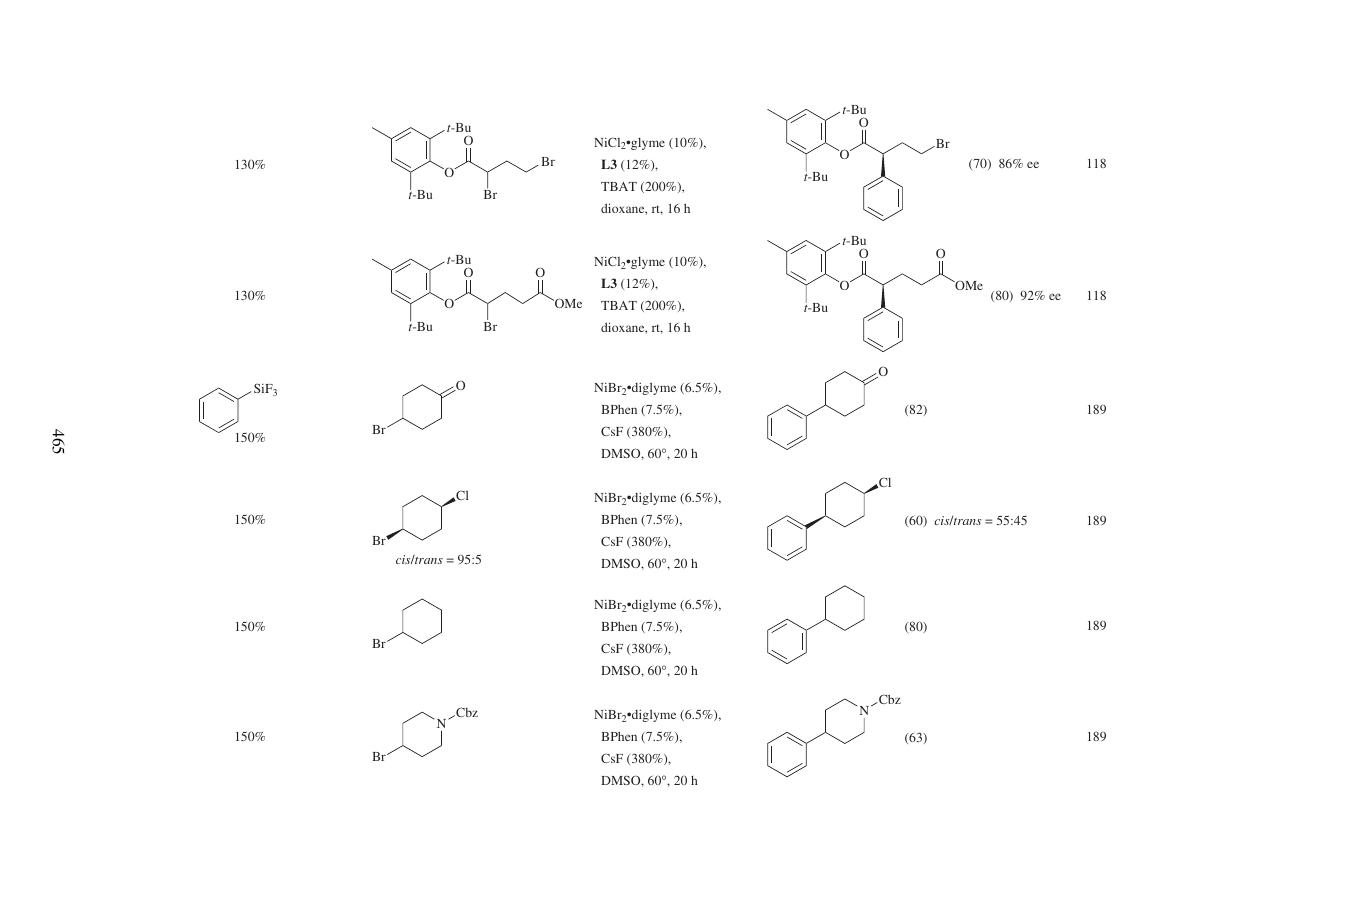 130%
t-Bu
O
O
Br
Br
t-Bu
NiCl2•glyme (10%),
L3 (12%),
TBAT (200%),
dioxane, rt, 16 h
t-Bu
O
O
Br
t-Bu
(70) 86% ee
118
130%
t-Bu
O
O
O
OMe
Br
t-Bu
NiCl2•glyme (10%),
L3 (12%),
TBAT (200%),
dioxane, rt, 16 h
t-Bu
O
O
O
OMe
t-Bu
(80) 92% ee
118
SiF3
150%
O
Br
NiBr2•diglyme (6.5%),
BPhen (7.5%),
CsF (380%),
DMSO, 60°, 20 h
O
(82)
189
465
150%
Cl
Br
cis/trans = 95:5
NiBr2•diglyme (6.5%),
BPhen (7.5%),
CsF (380%),
DMSO, 60°, 20 h
Cl
(60) cis/trans = 55:45
189
150%
Br
NiBr2•diglyme (6.5%),
BPhen (7.5%),
CsF (380%),
DMSO, 60°, 20 h
(80)
189
150%
Cbz
N
Br
NiBr2•diglyme (6.5%),
BPhen (7.5%),
CsF (380%),
DMSO, 60°, 20 h
Cbz
N
(63)
189